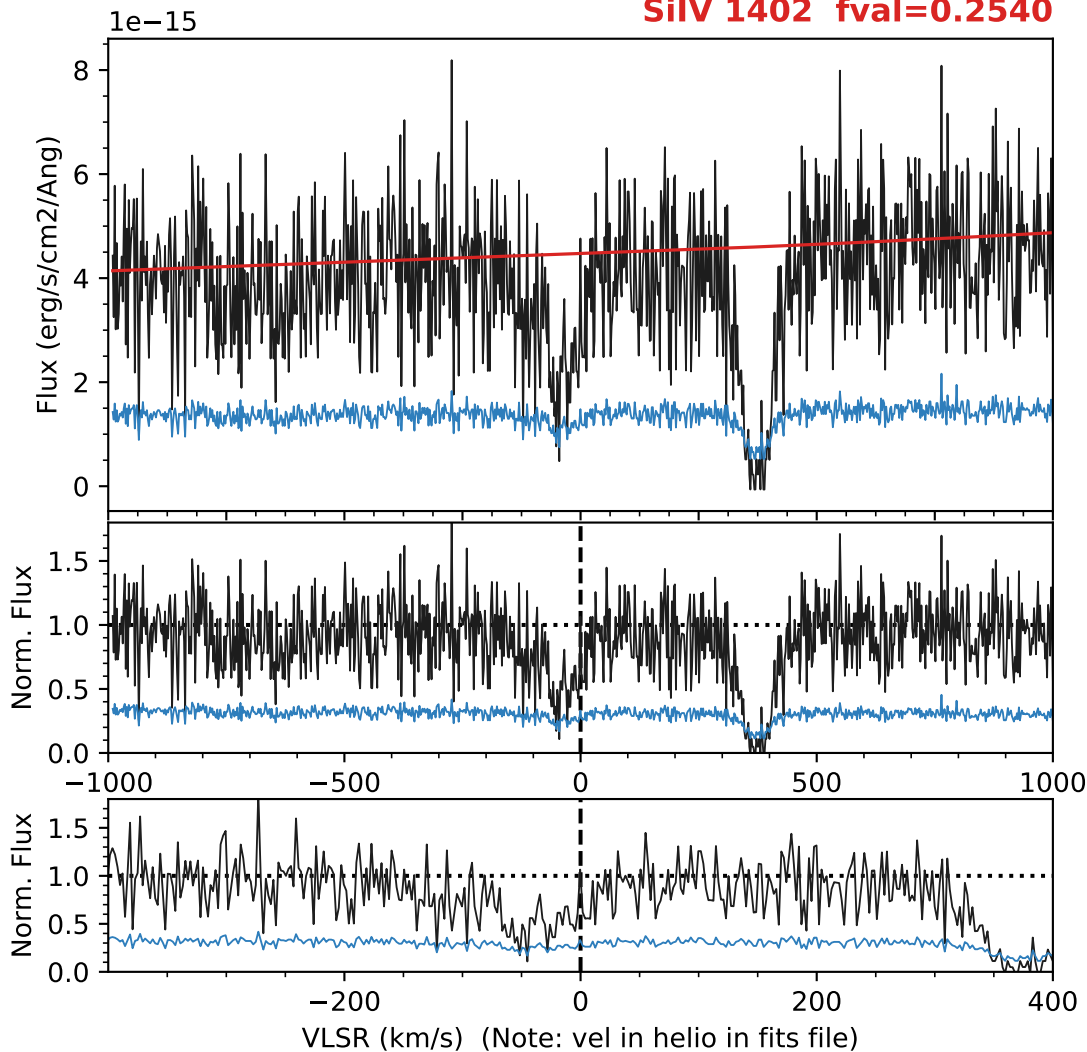 SiIV 1402 fval=0.2540
1e−15
8
6
4
2
0
Flux (erg/s/cm2/Ang)
1.5
1.0
0.5
0.0
Norm. Flux
−1000 −500 0 500 1000
1.5
1.0
0.5
0.0
Norm. Flux
−200 0 200 400
VLSR (km/s) (Note: vel in helio in fits file)